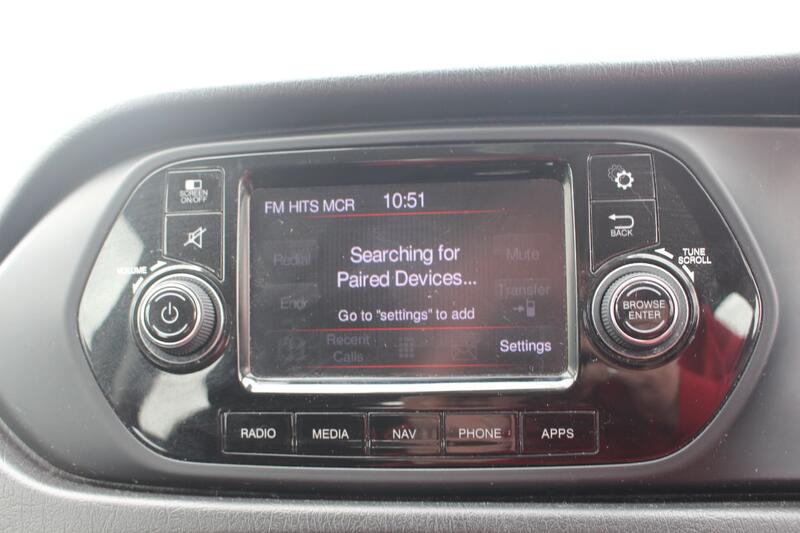 SCREEN
ON/OFF
VOLUME
FM HITS MCR 10:51
Redial
Searching for
Paired Devices...
Mute
End
Transfer
Go to "settings" to add
Recent
Calls
Settings
BACK
TUNE
SCROLL
BROWSE
ENTER
RADIO
MEDIA
NAV
PHONE
APPS